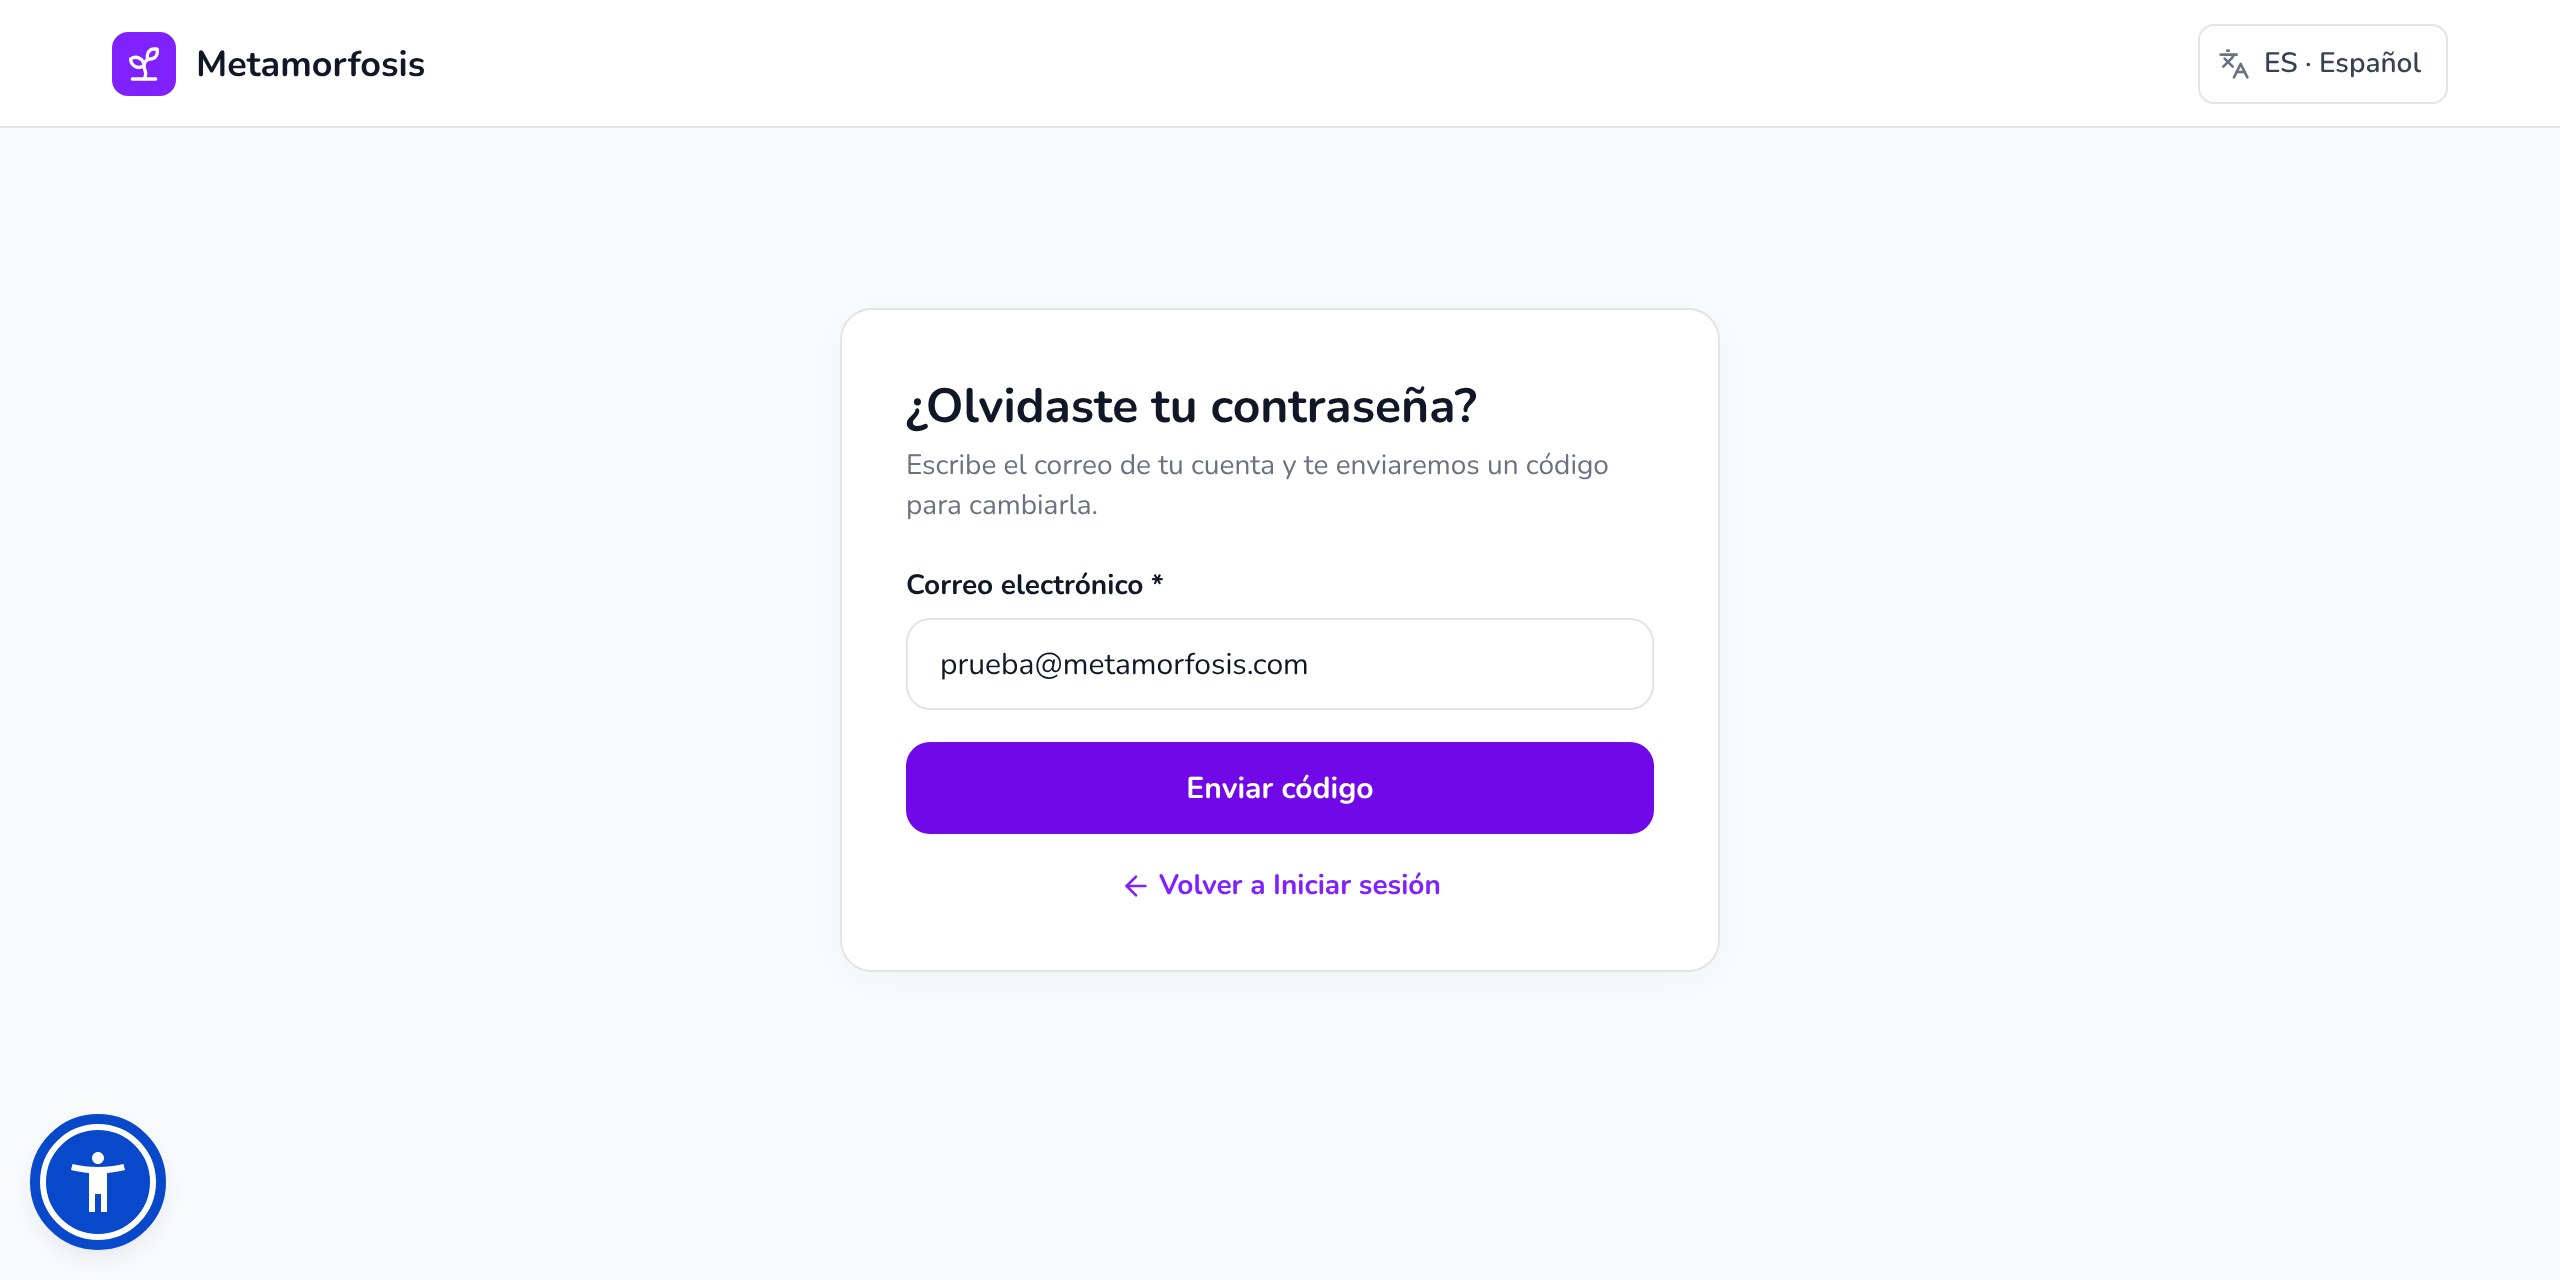 Metamorfosis
ES · Español
¿Olvidaste tu contraseña?
Escribe el correo de tu cuenta y te enviaremos un código
para cambiarla.
Correo electrónico *
prueba@metamorfosis.com
Enviar código
← Volver a Iniciar sesión